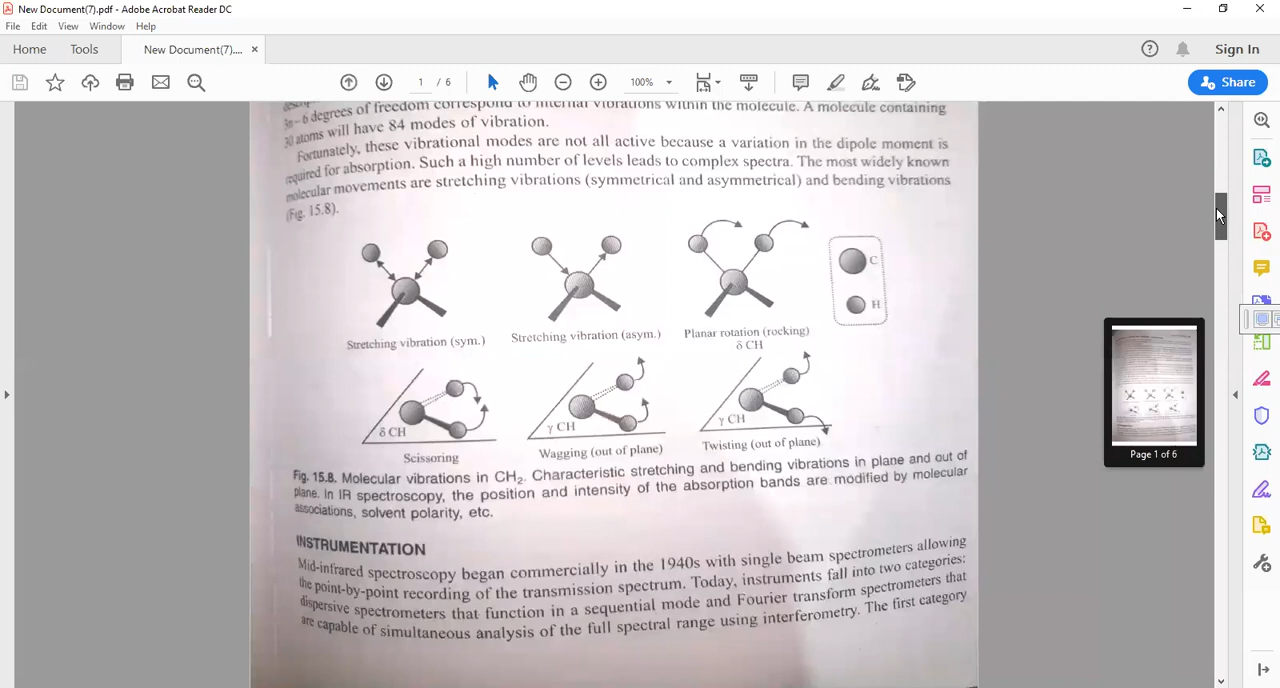 New Document(7).pdf - Adobe Acrobat Reader DC
File Edit View Window Help
Home Tools New Document(7).... × Sign In
1 / 6 100% Share
3n – 6 degrees of freedom correspond to internal vibrations within the molecule. A molecule containing
30 atoms will have 84 modes of vibration.
Fortunately, these vibrational modes are not all active because a variation in the dipole moment is
required for absorption. Such a high number of levels leads to complex spectra. The most widely known
molecular movements are stretching vibrations (symmetrical and asymmetrical) and bending vibrations
(Fig. 15.8).
C
H
Stretching vibration (sym.) Stretching vibration (asym.) Planar rotation (rocking)
δ CH
δ CH γ CH γ CH
Scissoring Wagging (out of plane) Twisting (out of plane)
Fig. 15.8. Molecular vibrations in CH₂. Characteristic stretching and bending vibrations in plane and out of
plane. In IR spectroscopy, the position and intensity of the absorption bands are modified by molecular
associations, solvent polarity, etc.
INSTRUMENTATION
Mid-infrared spectroscopy began commercially in the 1940s with single beam spectrometers allowing
the point-by-point recording of the transmission spectrum. Today, instruments fall into two categories:
dispersive spectrometers that function in a sequential mode and Fourier transform spectrometers that
are capable of simultaneous analysis of the full spectral range using interferometry. The first category
Page 1 of 6